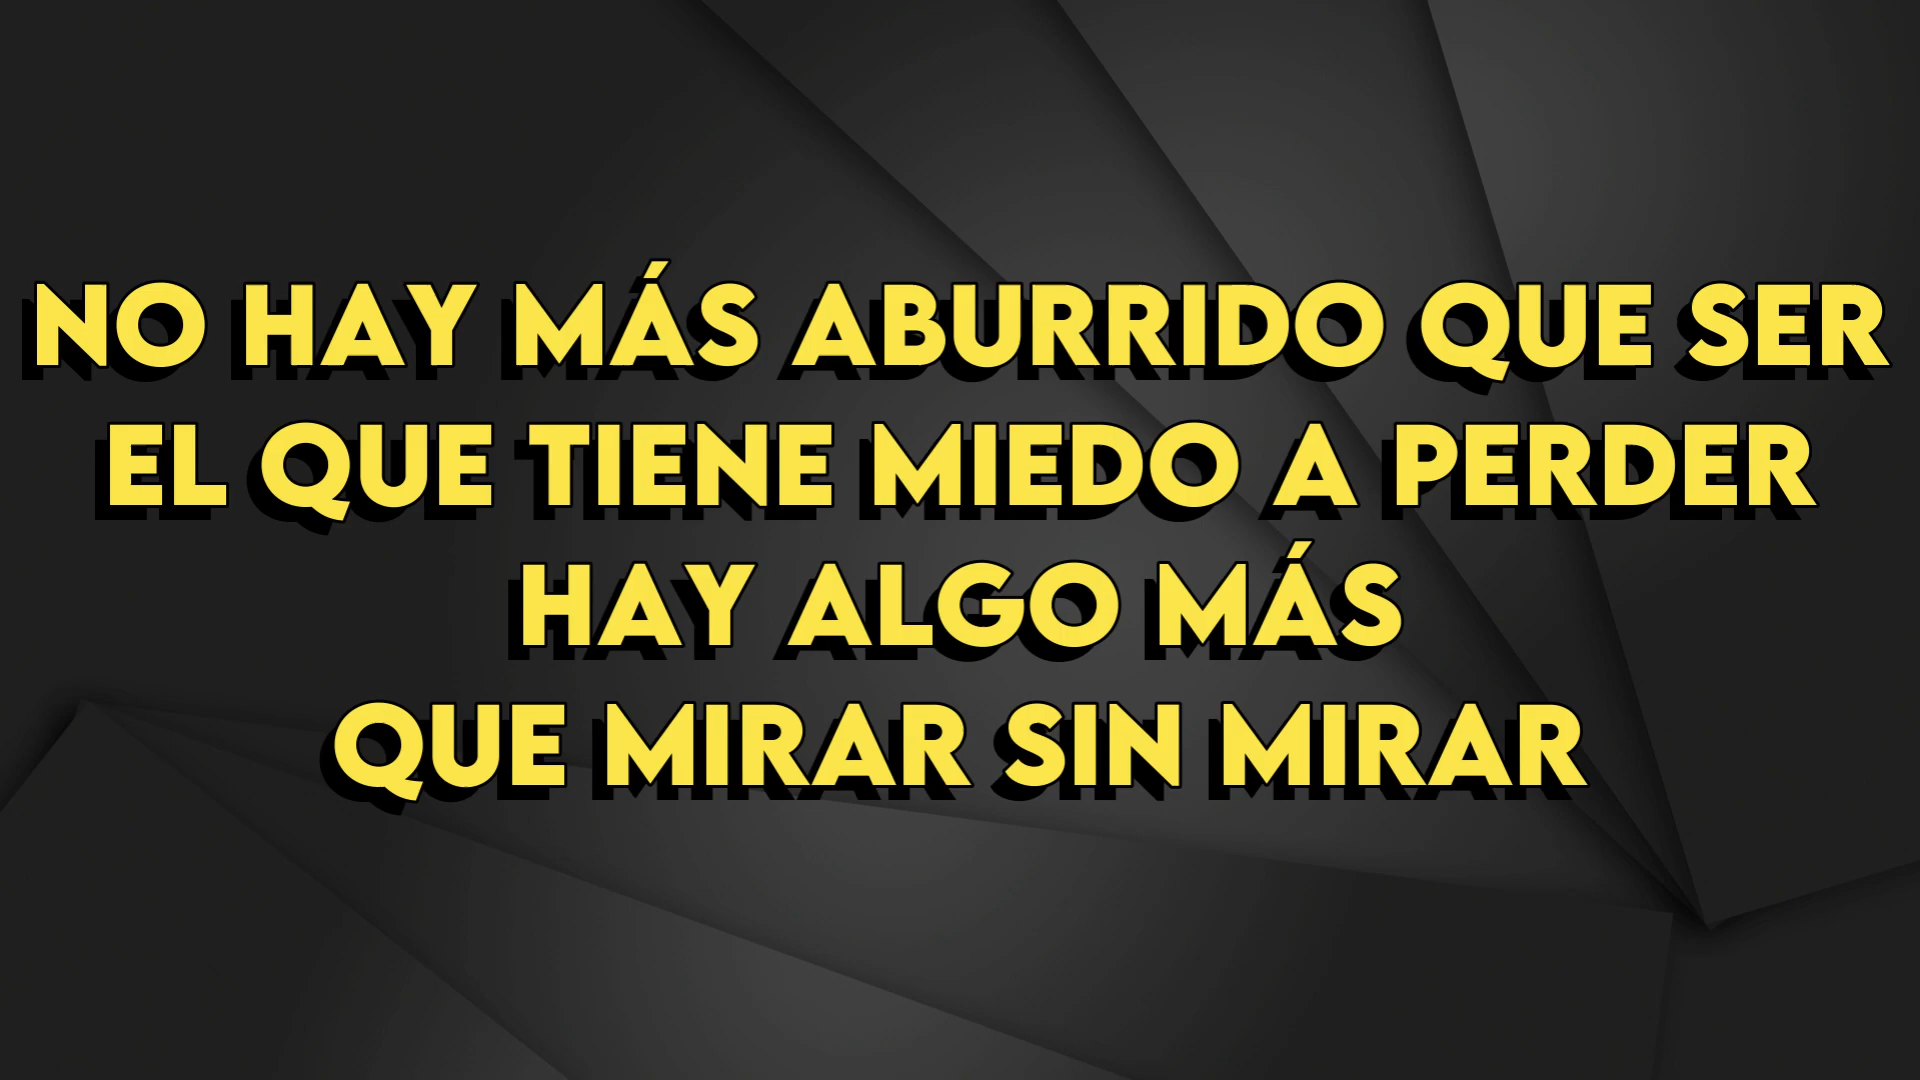 NO HAY MÁS ABURRIDO QUE SER
EL QUE TIENE MIEDO A PERDER
HAY ALGO MÁS
QUE MIRAR SIN MIRAR